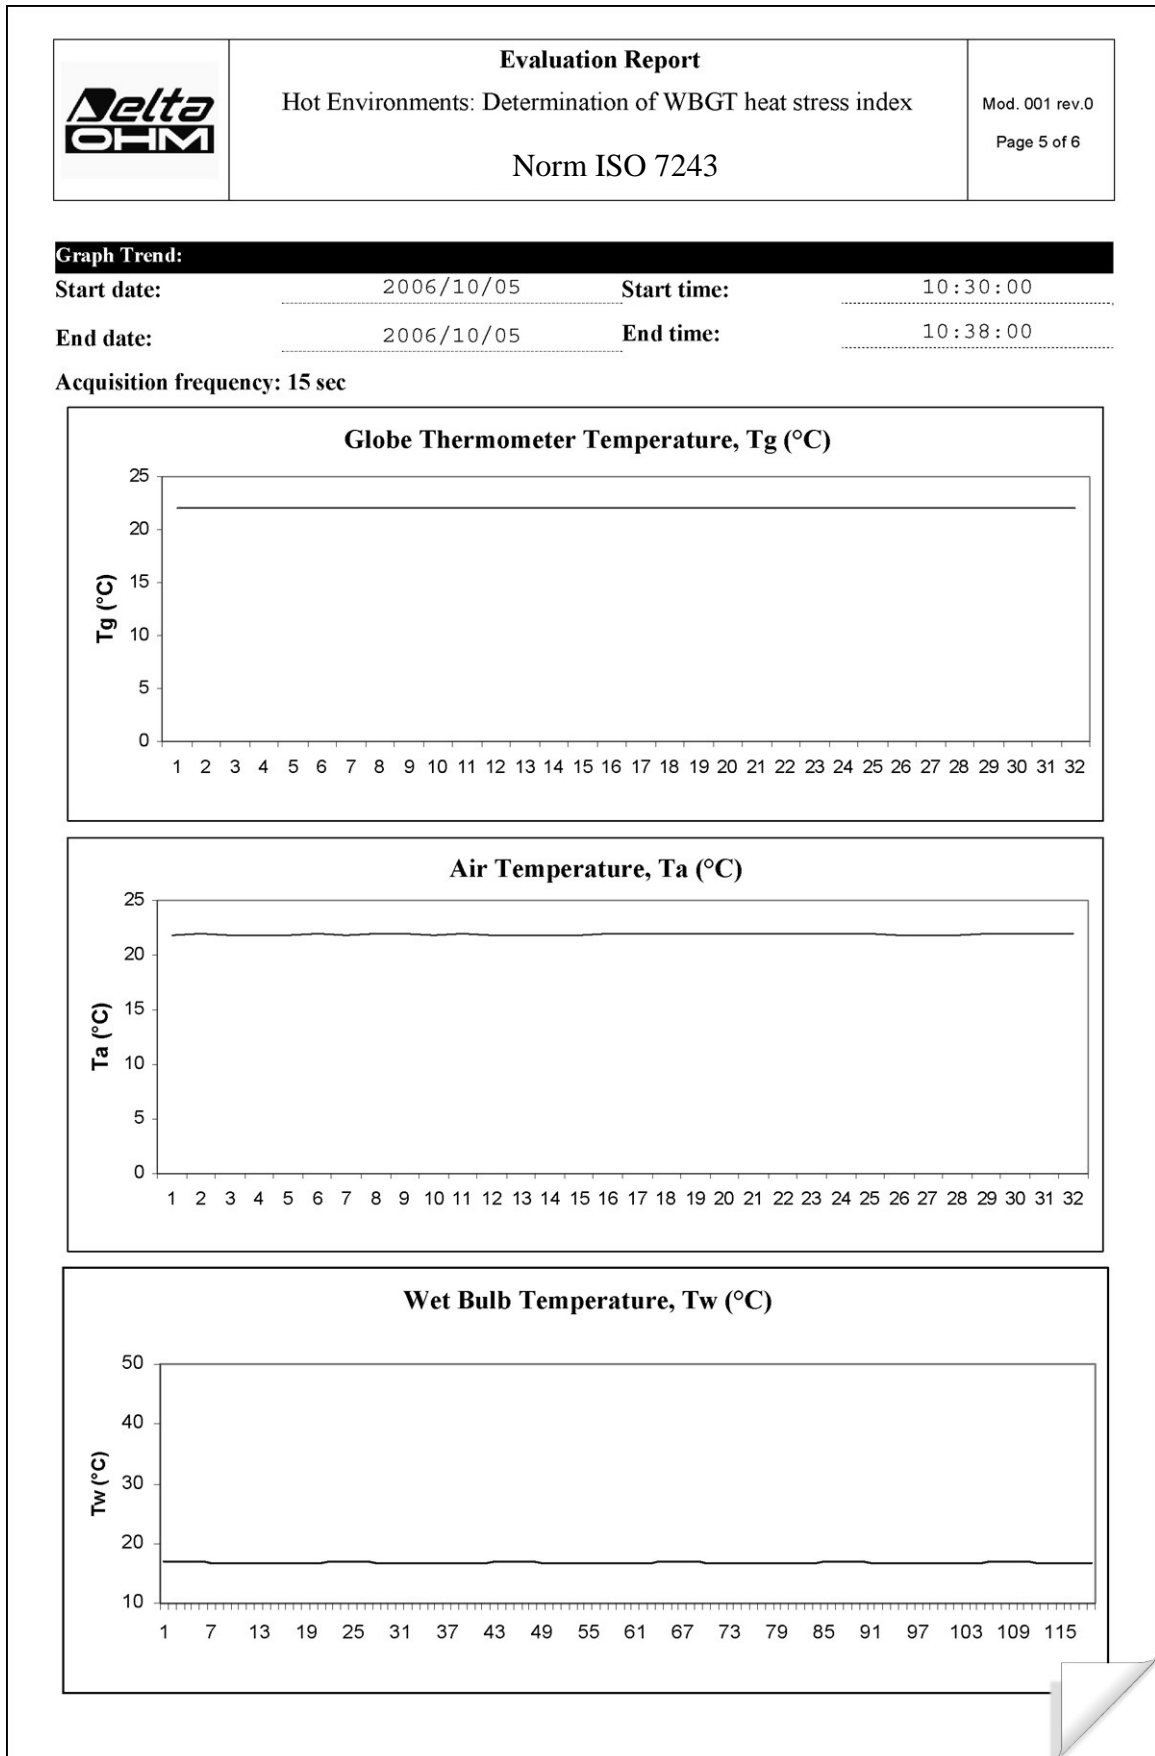 Delta
OHM
Evaluation Report
Hot Environments: Determination of WBGT heat stress index
Norm ISO 7243
Mod. 001 rev.0
Page 5 of 6
Graph Trend:
Start date: 2006/10/05 Start time: 10:30:00
End date: 2006/10/05 End time: 10:38:00
Acquisition frequency: 15 sec
Globe Thermometer Temperature, Tg (°C)
25
20
15
10
5
0
Tg (°C)
1 2 3 4 5 6 7 8 9 10 11 12 13 14 15 16 17 18 19 20 21 22 23 24 25 26 27 28 29 30 31 32
Air Temperature, Ta (°C)
25
20
15
10
5
0
Ta (°C)
1 2 3 4 5 6 7 8 9 10 11 12 13 14 15 16 17 18 19 20 21 22 23 24 25 26 27 28 29 30 31 32
Wet Bulb Temperature, Tw (°C)
50
40
30
20
10
Tw (°C)
1 7 13 19 25 31 37 43 49 55 61 67 73 79 85 91 97 103 109 115